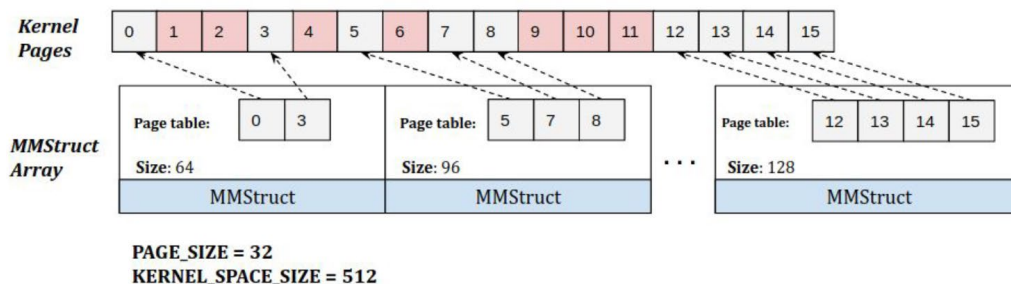 Kernel Pages
0 1 2 3 4 5 6 7 8 9 10 11 12 13 14 15
MMStruct Array
Page table: 0 3
Size: 64
MMStruct
Page table: 5 7 8
Size: 96
MMStruct
...
Page table: 12 13 14 15
Size: 128
MMStruct
PAGE_SIZE = 32
KERNEL_SPACE_SIZE = 512